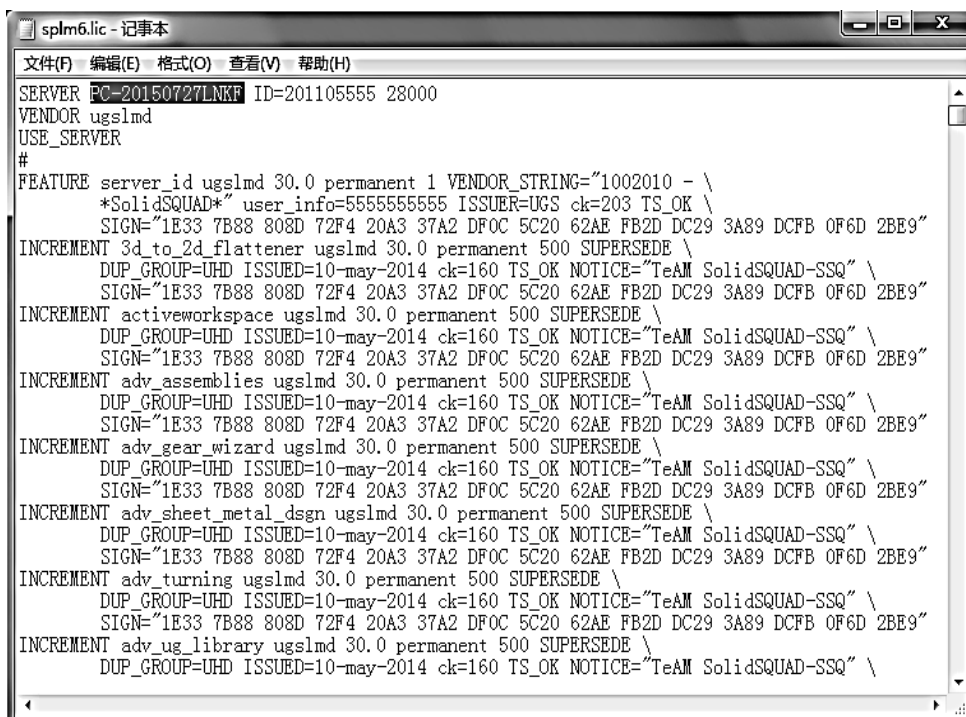 splm6.lic - 记事本
文件(F) 编辑(E) 格式(O) 查看(V) 帮助(H)
SERVER PC-20150727LNKF ID=201105555 28000
VENDOR ugslmd
USE_SERVER
#
FEATURE server_id ugslmd 30.0 permanent 1 VENDOR_STRING="1002010 - \
*SolidSQUAD*" user_info=5555555555 ISSUER=UGS ck=203 TS_OK \
SIGN="1E33 7B88 808D 72F4 20A3 37A2 DF0C 5C20 62AE FB2D DC29 3A89 DCFB 0F6D 2BE9"
INCREMENT 3d_to_2d_flattener ugslmd 30.0 permanent 500 SUPERSEDE \
DUP_GROUP=UHD ISSUED=10-may-2014 ck=160 TS_OK NOTICE="TeAM SolidSQUAD-SSQ" \
SIGN="1E33 7B88 808D 72F4 20A3 37A2 DF0C 5C20 62AE FB2D DC29 3A89 DCFB 0F6D 2BE9"
INCREMENT activeworkspace ugslmd 30.0 permanent 500 SUPERSEDE \
DUP_GROUP=UHD ISSUED=10-may-2014 ck=160 TS_OK NOTICE="TeAM SolidSQUAD-SSQ" \
SIGN="1E33 7B88 808D 72F4 20A3 37A2 DF0C 5C20 62AE FB2D DC29 3A89 DCFB 0F6D 2BE9"
INCREMENT adv_assemblies ugslmd 30.0 permanent 500 SUPERSEDE \
DUP_GROUP=UHD ISSUED=10-may-2014 ck=160 TS_OK NOTICE="TeAM SolidSQUAD-SSQ" \
SIGN="1E33 7B88 808D 72F4 20A3 37A2 DF0C 5C20 62AE FB2D DC29 3A89 DCFB 0F6D 2BE9"
INCREMENT adv_gear_wizard ugslmd 30.0 permanent 500 SUPERSEDE \
DUP_GROUP=UHD ISSUED=10-may-2014 ck=160 TS_OK NOTICE="TeAM SolidSQUAD-SSQ" \
SIGN="1E33 7B88 808D 72F4 20A3 37A2 DF0C 5C20 62AE FB2D DC29 3A89 DCFB 0F6D 2BE9"
INCREMENT adv_sheet_metal_dsgn ugslmd 30.0 permanent 500 SUPERSEDE \
DUP_GROUP=UHD ISSUED=10-may-2014 ck=160 TS_OK NOTICE="TeAM SolidSQUAD-SSQ" \
SIGN="1E33 7B88 808D 72F4 20A3 37A2 DF0C 5C20 62AE FB2D DC29 3A89 DCFB 0F6D 2BE9"
INCREMENT adv_turning ugslmd 30.0 permanent 500 SUPERSEDE \
DUP_GROUP=UHD ISSUED=10-may-2014 ck=160 TS_OK NOTICE="TeAM SolidSQUAD-SSQ" \
SIGN="1E33 7B88 808D 72F4 20A3 37A2 DF0C 5C20 62AE FB2D DC29 3A89 DCFB 0F6D 2BE9"
INCREMENT adv_ug_library ugslmd 30.0 permanent 500 SUPERSEDE \
DUP_GROUP=UHD ISSUED=10-may-2014 ck=160 TS_OK NOTICE="TeAM SolidSQUAD-SSQ" \